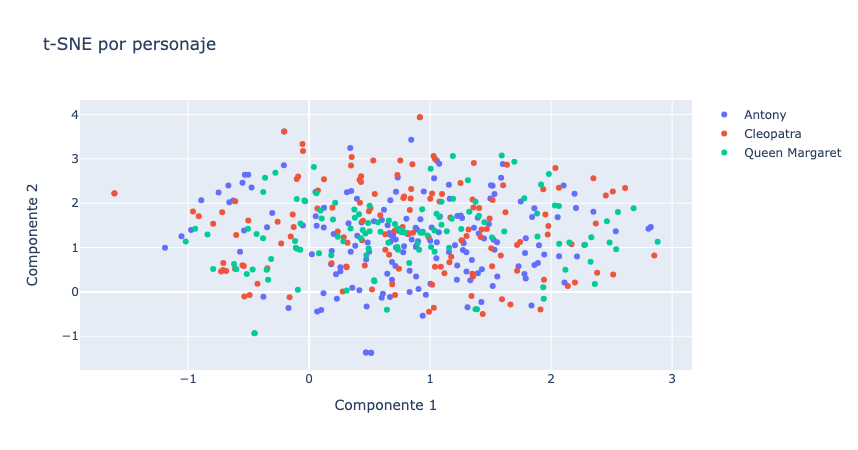 t-SNE por personaje
Antony
Cleopatra
Queen Margaret
Componente 2
4
3
2
1
0
−1
−1
0
1
2
3
Componente 1